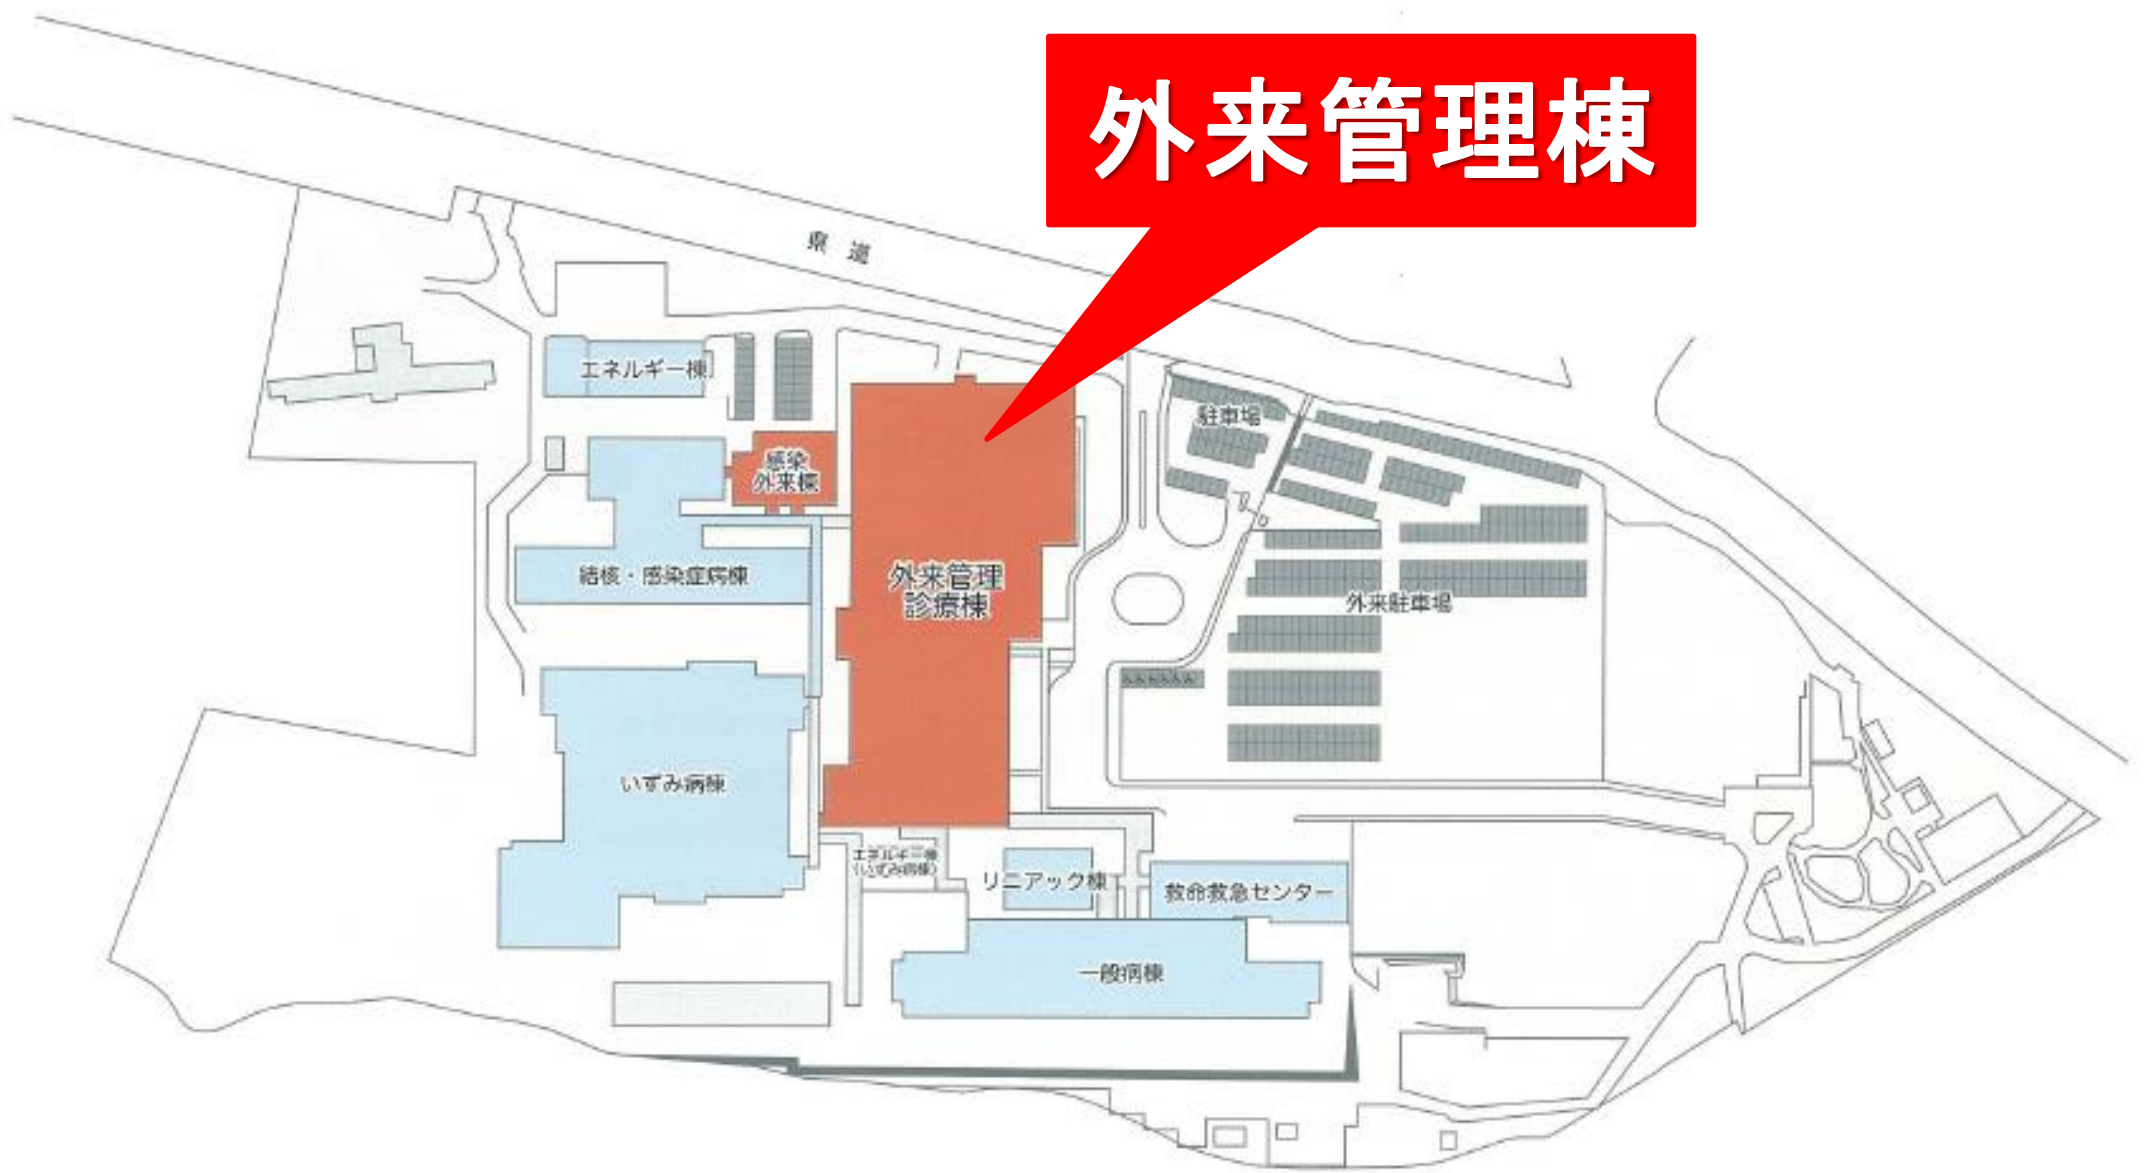 外来管理棟
県道
エネルギー棟
駐車場
感染
外来棟
結核・感染症病棟
外来管理
診療棟
外来駐車場
いずみ病棟
エネルギー棟
(いずみ病棟)
リニアック棟
救命救急センター
一般病棟